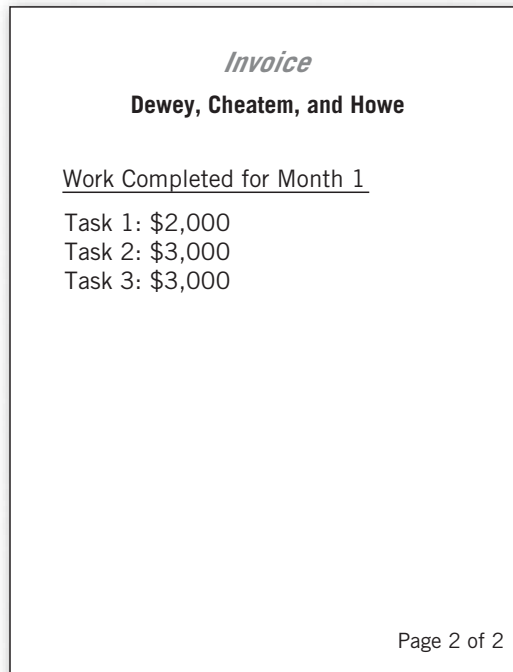 Invoice
Dewey, Cheatem, and Howe
Work Completed for Month 1
Task 1: $2,000
Task 2: $3,000
Task 3: $3,000
Page 2 of 2